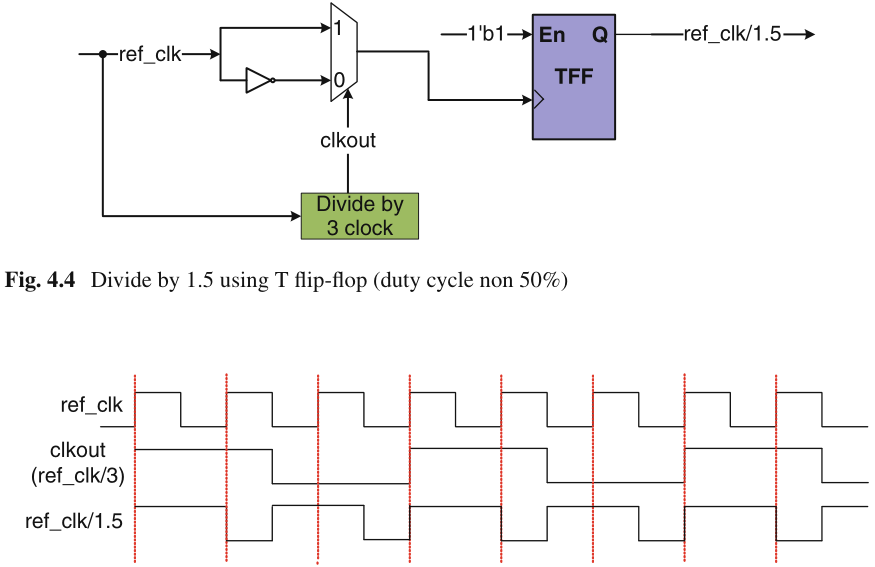 ref_clk
1
0
clkout
Divide by
3 clock
1'b1
En Q
TFF
ref_clk/1.5
Fig. 4.4 Divide by 1.5 using T flip-flop (duty cycle non 50%)
ref_clk
clkout
(ref_clk/3)
ref_clk/1.5